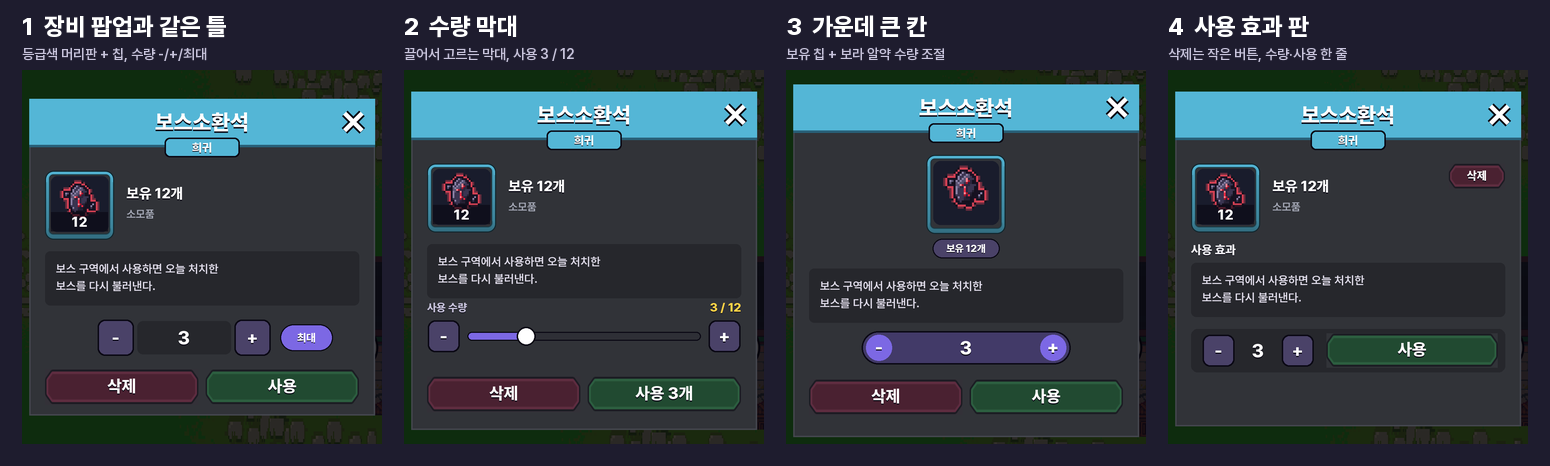 1 장비 팝업과 같은 틀
등급색 머리판 + 칩, 수량 -/+/최대
보스소환석
희귀
12
보유 12개
소모품
보스 구역에서 사용하면 오늘 처치한
보스를 다시 불러낸다.
- 3 + 최대
삭제 사용
2 수량 막대
끌어서 고르는 막대, 사용 3 / 12
보스소환석
희귀
12
보유 12개
소모품
보스 구역에서 사용하면 오늘 처치한
보스를 다시 불러낸다.
사용 수량 3 / 12
- +
삭제 사용 3개
3 가운데 큰 칸
보유 칩 + 보라 알약 수량 조절
보스소환석
희귀
보유 12개
보스 구역에서 사용하면 오늘 처치한
보스를 다시 불러낸다.
- 3 +
삭제 사용
4 사용 효과 판
삭제는 작은 버튼, 수량·사용 한 줄
보스소환석
희귀
12
보유 12개
소모품
삭제
사용 효과
보스 구역에서 사용하면 오늘 처치한
보스를 다시 불러낸다.
- 3 + 사용